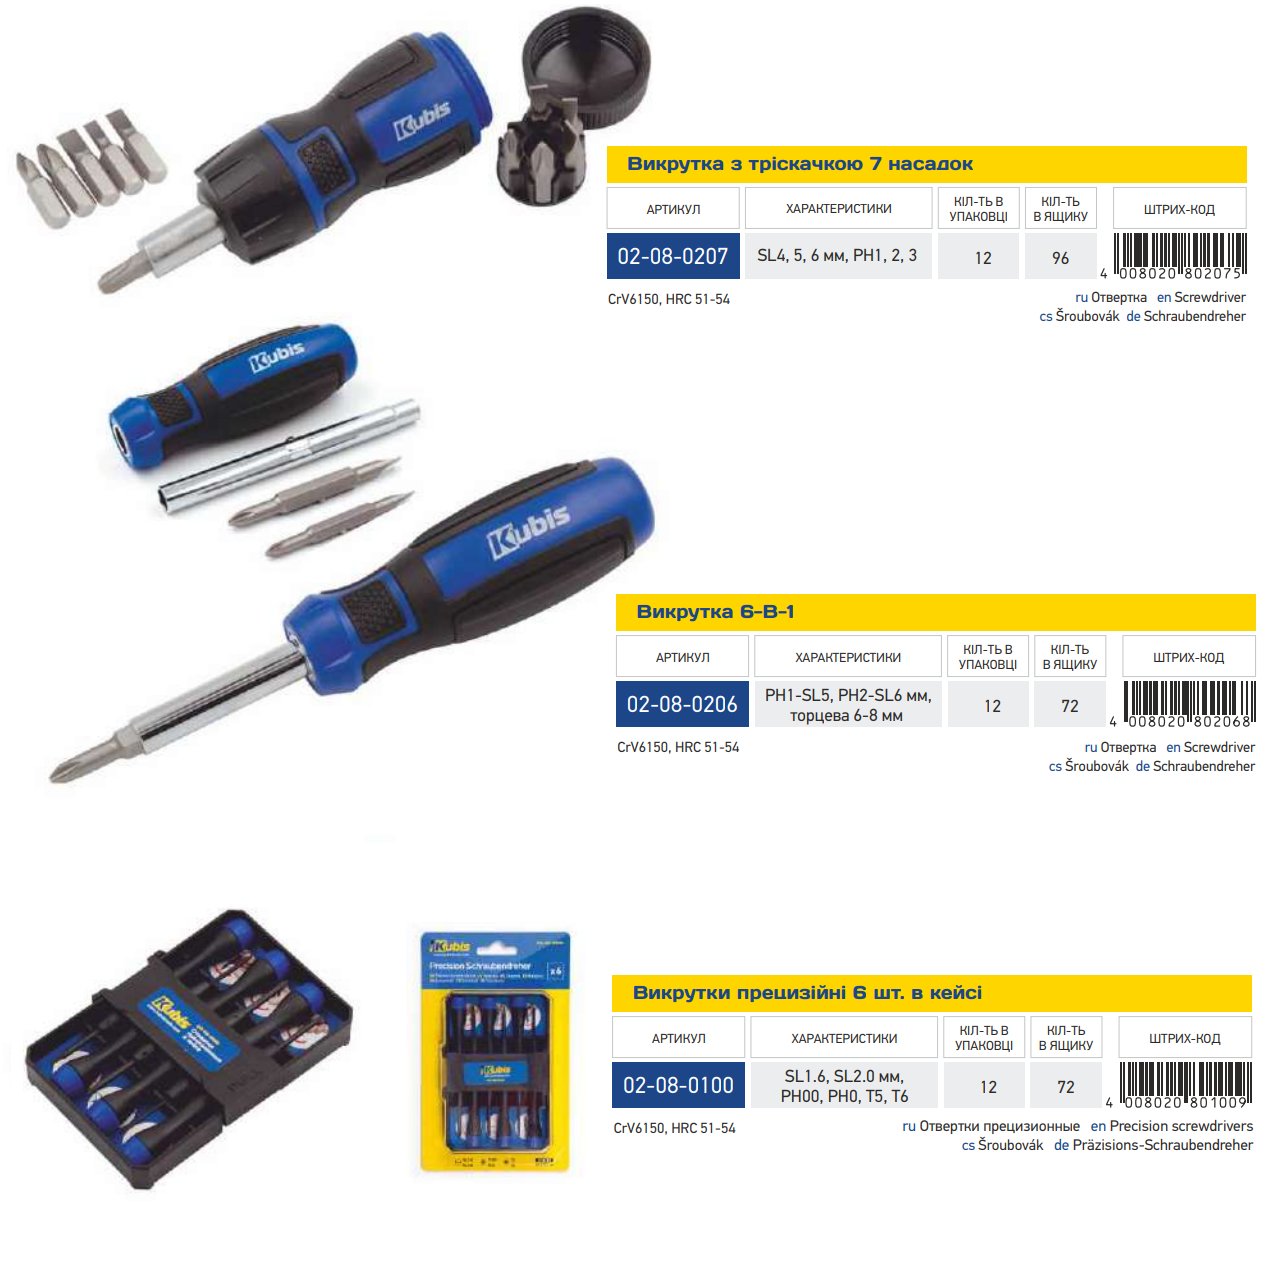 Kubis
Викрутка з тріскачкою 7 насадок
АРТИКУЛ
ХАРАКТЕРИСТИКИ
КІЛ-ТЬ В
УПАКОВЦІ
КІЛ-ТЬ
В ЯЩИКУ
ШТРИХ-КОД
02-08-0207
SL4, 5, 6 мм, PH1, 2, 3
12
96
4 008020 802075
CrV6150, HRC 51-54
ru Отвертка en Screwdriver
cs Šroubovák de Schraubendreher
Kubis
Kubis
Викрутка 6-В-1
АРТИКУЛ
ХАРАКТЕРИСТИКИ
КІЛ-ТЬ В
УПАКОВЦІ
КІЛ-ТЬ
В ЯЩИКУ
ШТРИХ-КОД
02-08-0206
PH1-SL5, PH2-SL6 мм,
торцева 6-8 мм
12
72
4 008020 802068
CrV6150, HRC 51-54
ru Отвертка en Screwdriver
cs Šroubovák de Schraubendreher
Kubis
Kubis
Precision Schraubendreher
x6
Kubis
Викрутки прецизійні 6 шт. в кейсі
АРТИКУЛ
ХАРАКТЕРИСТИКИ
КІЛ-ТЬ В
УПАКОВЦІ
КІЛ-ТЬ
В ЯЩИКУ
ШТРИХ-КОД
02-08-0100
SL1.6, SL2.0 мм,
PH00, PH0, T5, T6
12
72
4 008020 801009
CrV6150, HRC 51-54
ru Отвертки прецизионные en Precision screwdrivers
cs Šroubovák de Präzisions-Schraubendreher